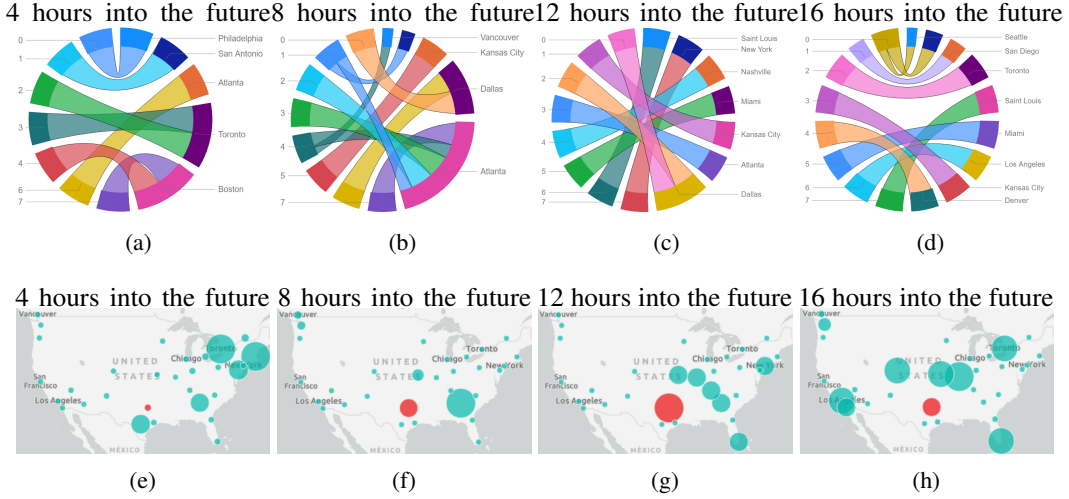 4 hours into the future
8 hours into the future
12 hours into the future
16 hours into the future
0
1
2
3
4
6
7
Philadelphia
San Antonio
Atlanta
Toronto
Boston
0
1
2
3
4
5
7
Vancouver
Kansas City
Dallas
Atlanta
0
1
2
3
4
5
6
7
Saint Louis
New York
Nashville
Miami
Kansas City
Atlanta
Dallas
0
1
2
3
4
5
6
7
Seattle
San Diego
Toronto
Saint Louis
Miami
Los Angeles
Kansas City
Denver
(a)
(b)
(c)
(d)
4 hours into the future
8 hours into the future
12 hours into the future
16 hours into the future
Vancouver
Toronto
Chicago
New York
UNITED
STATES
San
Francisco
Los Angeles
MÉXICO
Vancouver
Toronto
Chicago
New York
UNITED
STATES
San
Francisco
Los Angeles
MÉXICO
Vancouver
Toronto
Chicago
New York
UNITED
STATES
San
Francisco
Los Angeles
MÉXICO
Vancouver
Toronto
Chicago
New York
UNITED
STATES
San
Francisco
Los Angeles
MÉXICO
(e)
(f)
(g)
(h)